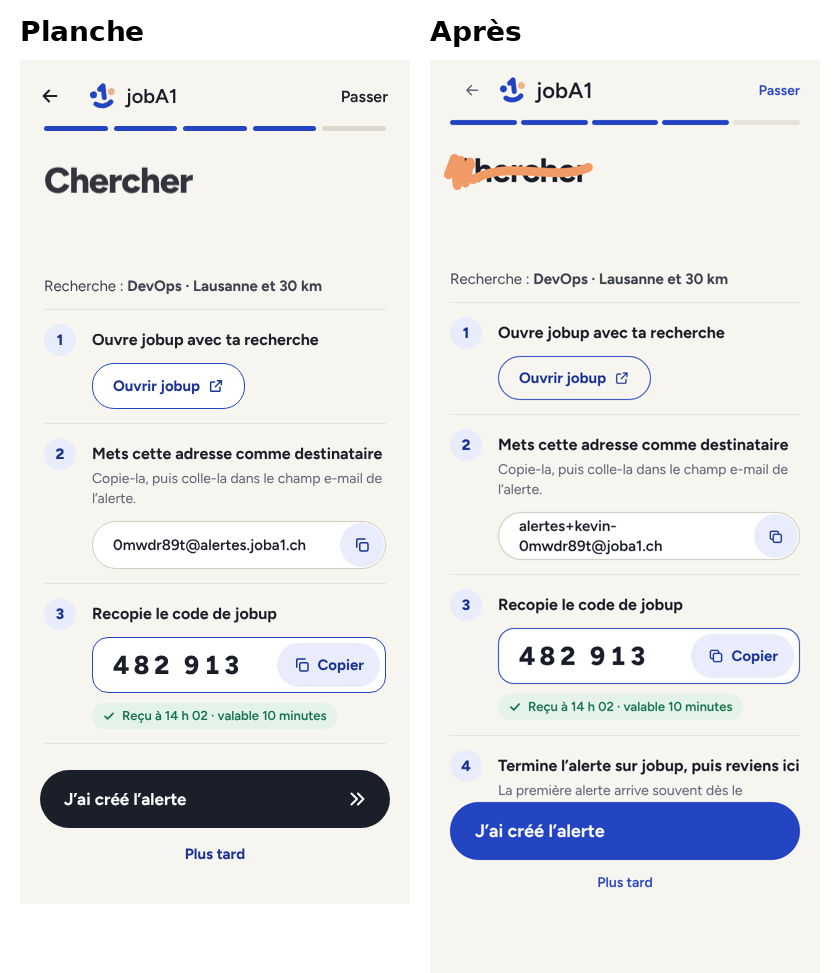 Planche
jobA1
Passer
Chercher
Recherche : DevOps · Lausanne et 30 km
1
Ouvre jobup avec ta recherche
Ouvrir jobup
2
Mets cette adresse comme destinataire
Copie-la, puis colle-la dans le champ e-mail de
l’alerte.
0mwdr89t@alertes.joba1.ch
3
Recopie le code de jobup
482 913
Copier
Reçu à 14 h 02 · valable 10 minutes
J’ai créé l’alerte
Plus tard
Après
jobA1
Passer
Chercher
Recherche : DevOps · Lausanne et 30 km
1
Ouvre jobup avec ta recherche
Ouvrir jobup
2
Mets cette adresse comme destinataire
Copie-la, puis colle-la dans le champ e-mail de
l’alerte.
alertes+kevin-
0mwdr89t@joba1.ch
3
Recopie le code de jobup
482 913
Copier
Reçu à 14 h 02 · valable 10 minutes
4
Termine l’alerte sur jobup, puis reviens ici
La première alerte arrive souvent dès le
J’ai créé l’alerte
Plus tard